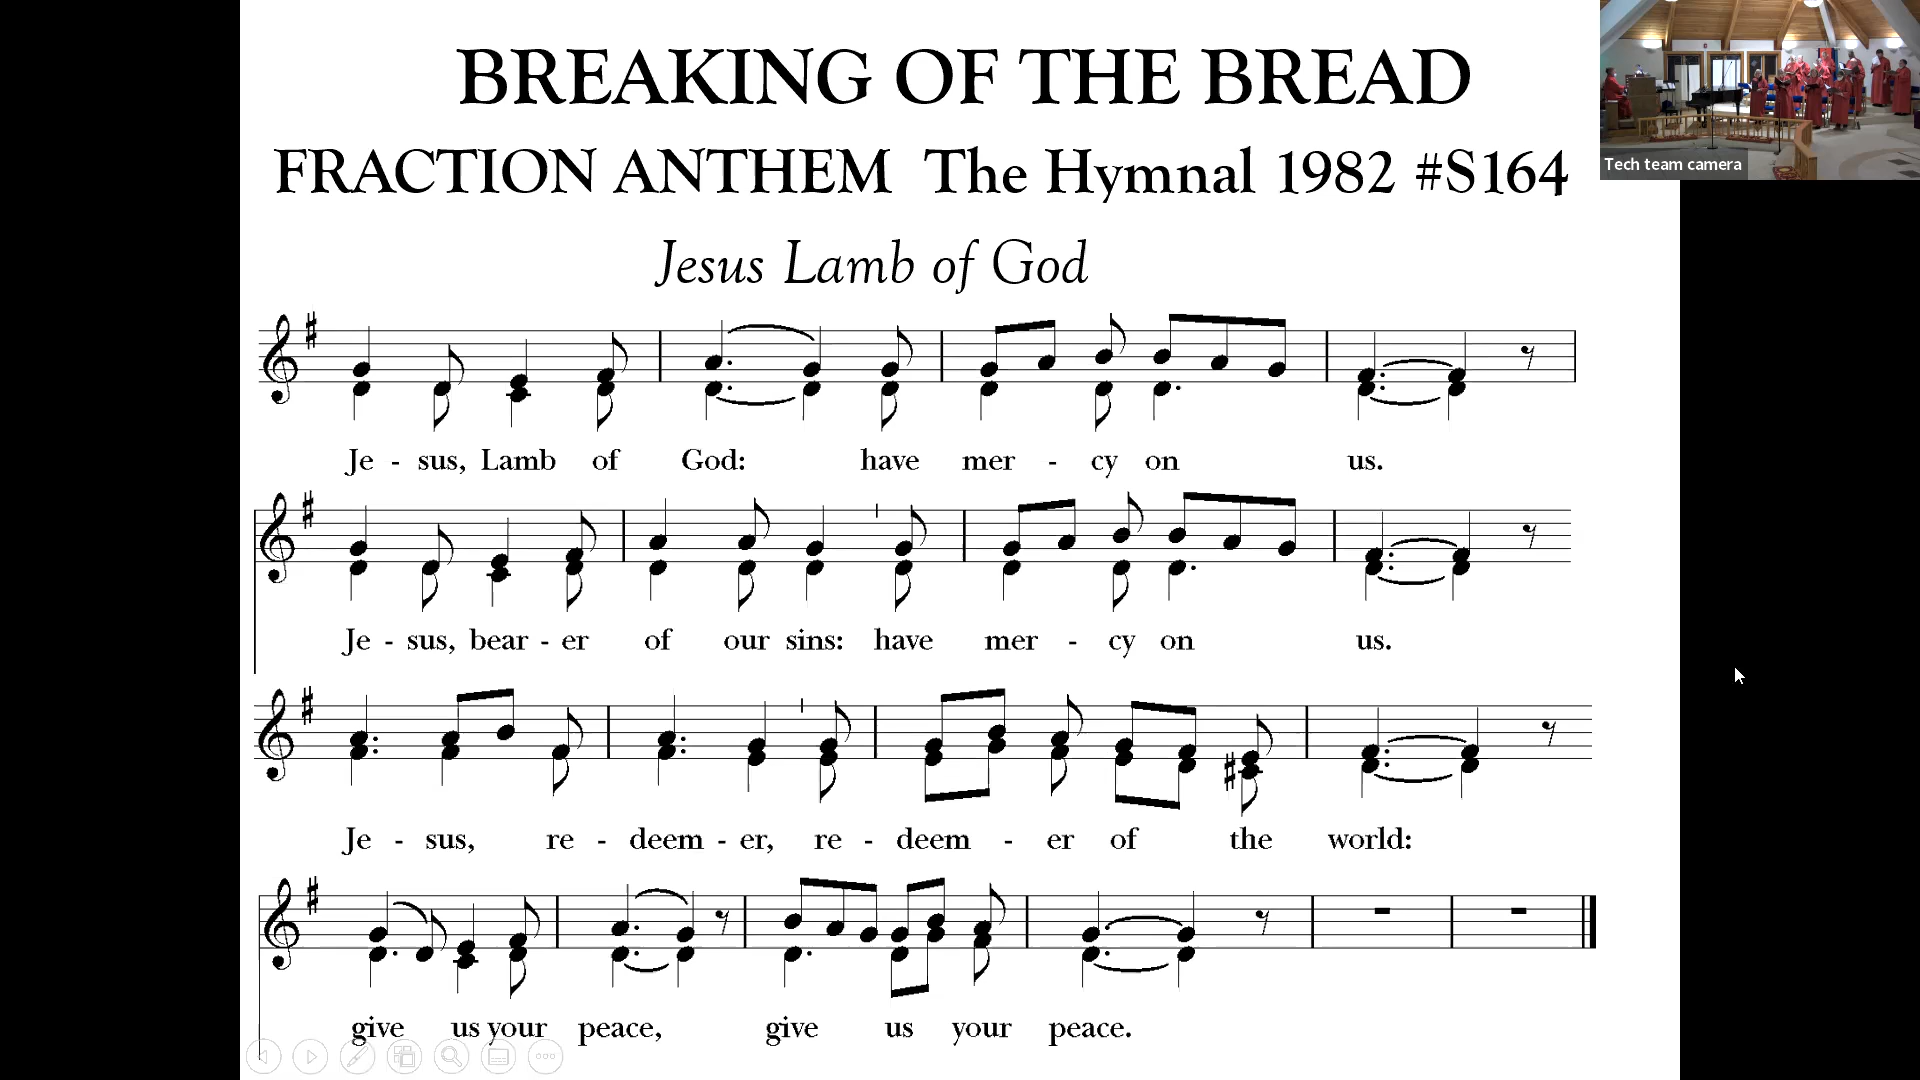 BREAKING OF THE BREAD
FRACTION ANTHEM The Hymnal 1982 #S164
Tech team camera
Jesus Lamb of God
Je - sus, Lamb of God: have mer - cy on us.
Je - sus, bear - er of our sins: have mer - cy on us.
Je - sus, re - deem - er, re - deem - er of the world:
give us your peace, give us your peace.